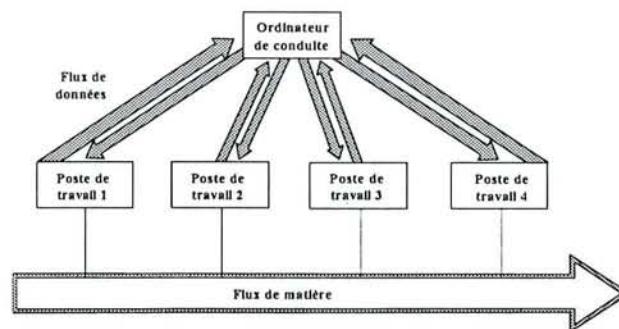 Ordinateur
de conduite
Flux de
données
Poste de
travail 1
Poste de
travail 2
Poste de
travail 3
Poste de
travail 4
Flux de matière